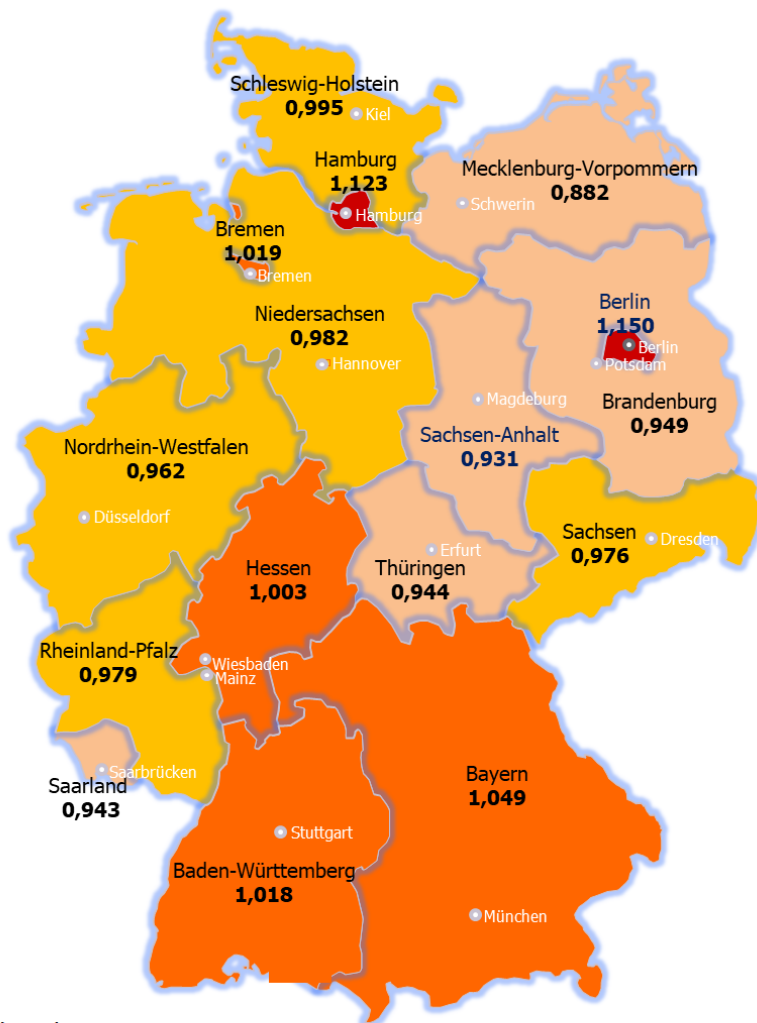 Schleswig-Holstein
0,995
Kiel
Hamburg
1,123
Hamburg
Mecklenburg-Vorpommern
0,882
Schwerin
Bremen
1,019
Bremen
Niedersachsen
0,982
Hannover
Berlin
1,150
Berlin
Potsdam
Brandenburg
0,949
Magdeburg
Sachsen-Anhalt
0,931
Nordrhein-Westfalen
0,962
Düsseldorf
Sachsen
0,976
Dresden
Erfurt
Thüringen
0,944
Hessen
1,003
Wiesbaden
Mainz
Rheinland-Pfalz
0,979
Saarbrücken
Saarland
0,943
Bayern
1,049
Stuttgart
Baden-Württemberg
1,018
München